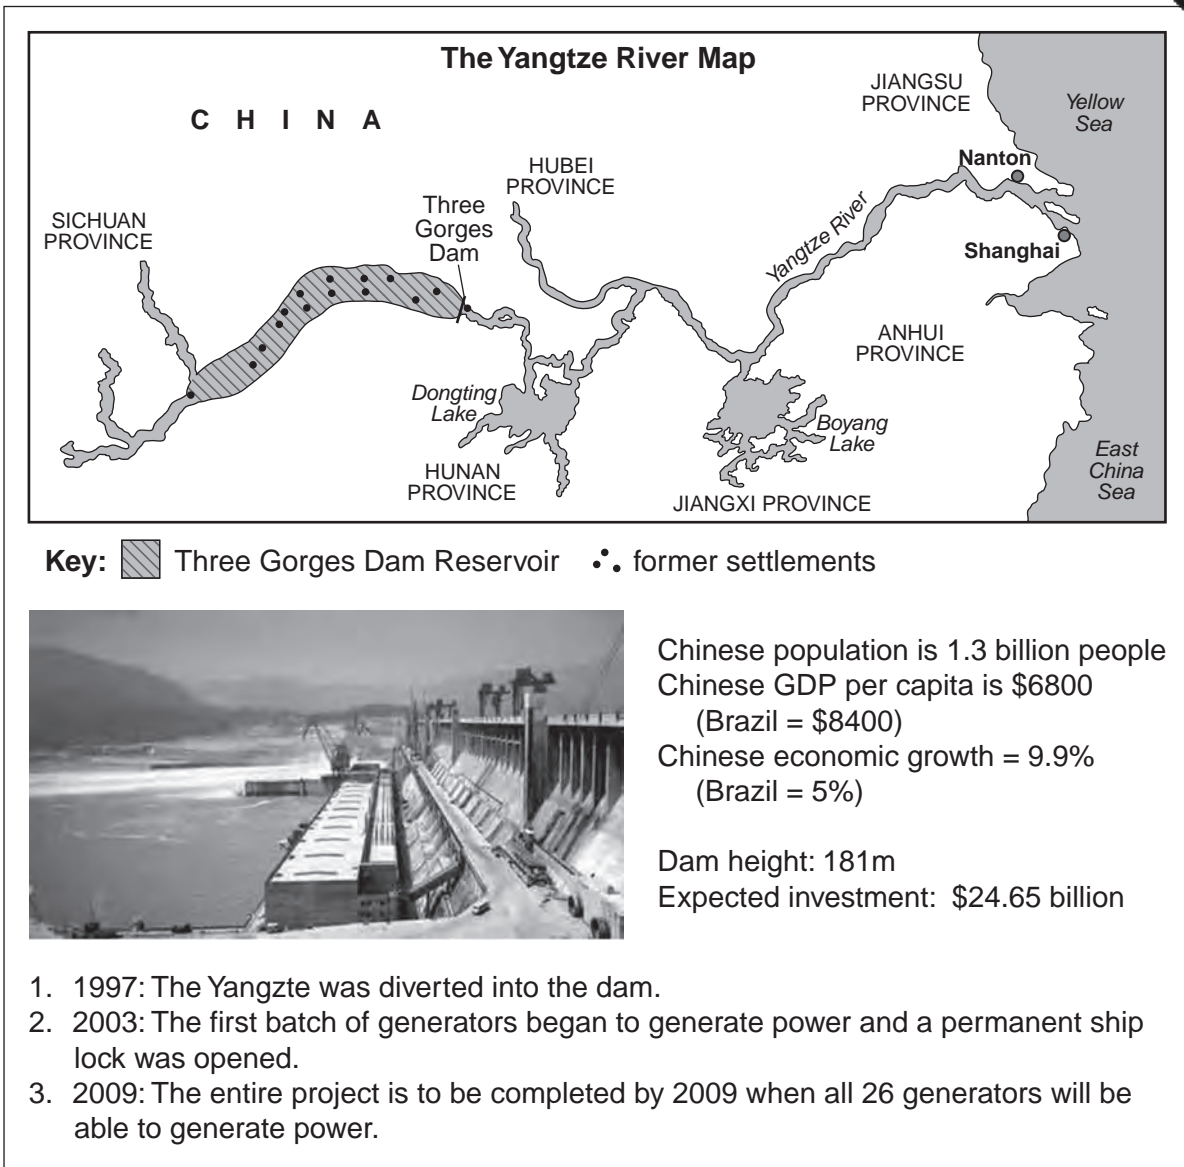 The Yangtze River Map
CHINA
JIANGSU
PROVINCE
Yellow
Sea
Nanton
HUBEI
PROVINCE
Three
Gorges
Dam
SICHUAN
PROVINCE
Yangtze River
Shanghai
ANHUI
PROVINCE
Dongting
Lake
Boyang
Lake
HUNAN
PROVINCE
JIANGXI PROVINCE
East
China
Sea
Key: Three Gorges Dam Reservoir former settlements
Chinese population is 1.3 billion people
Chinese GDP per capita is $6800
(Brazil = $8400)
Chinese economic growth = 9.9%
(Brazil = 5%)
Dam height: 181m
Expected investment: $24.65 billion
1. 1997: The Yangzte was diverted into the dam.
2. 2003: The first batch of generators began to generate power and a permanent ship
lock was opened.
3. 2009: The entire project is to be completed by 2009 when all 26 generators will be
able to generate power.